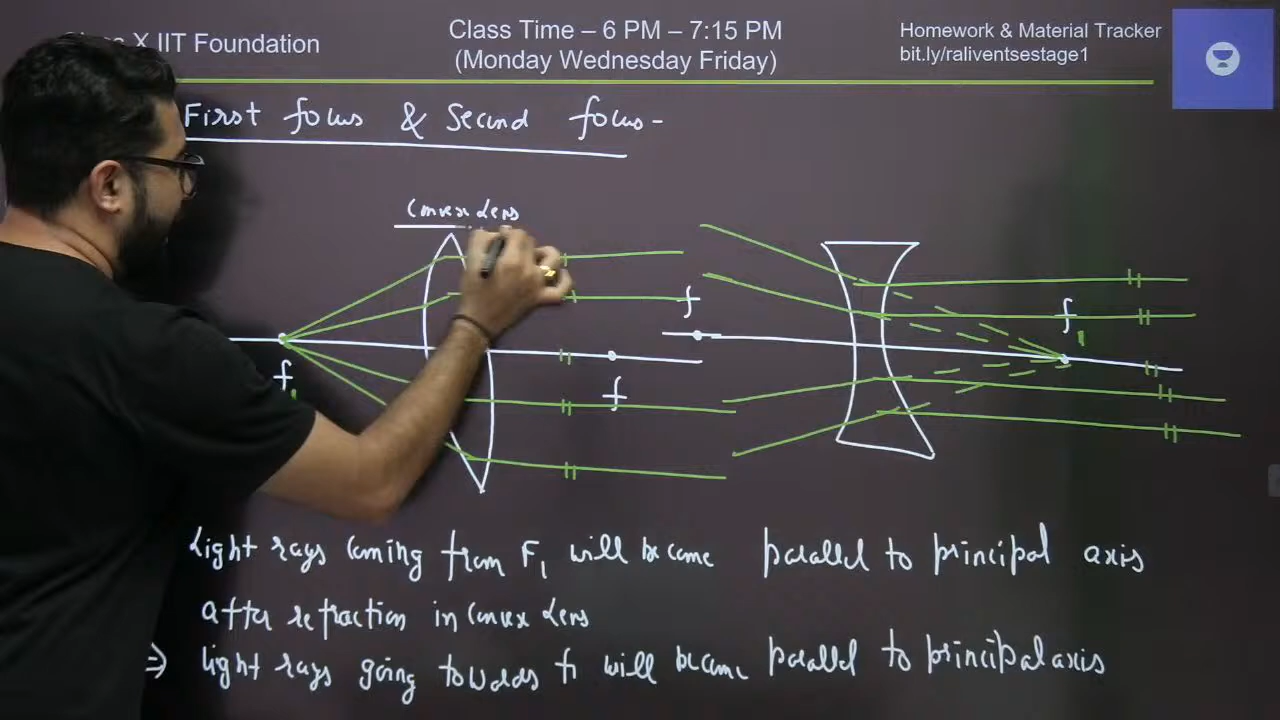 X IIT Foundation
Class Time – 6 PM – 7:15 PM
(Monday Wednesday Friday)
Homework & Material Tracker
bit.ly/raliventsestage1
First focus & Second focus-
Convex Lens
f
f
f1
f1
f
Light rays coming from F1 will become parallel to principal axis
after refraction in Convex Lens
⇒ light rays going towards f1 will become parallel to principal axis